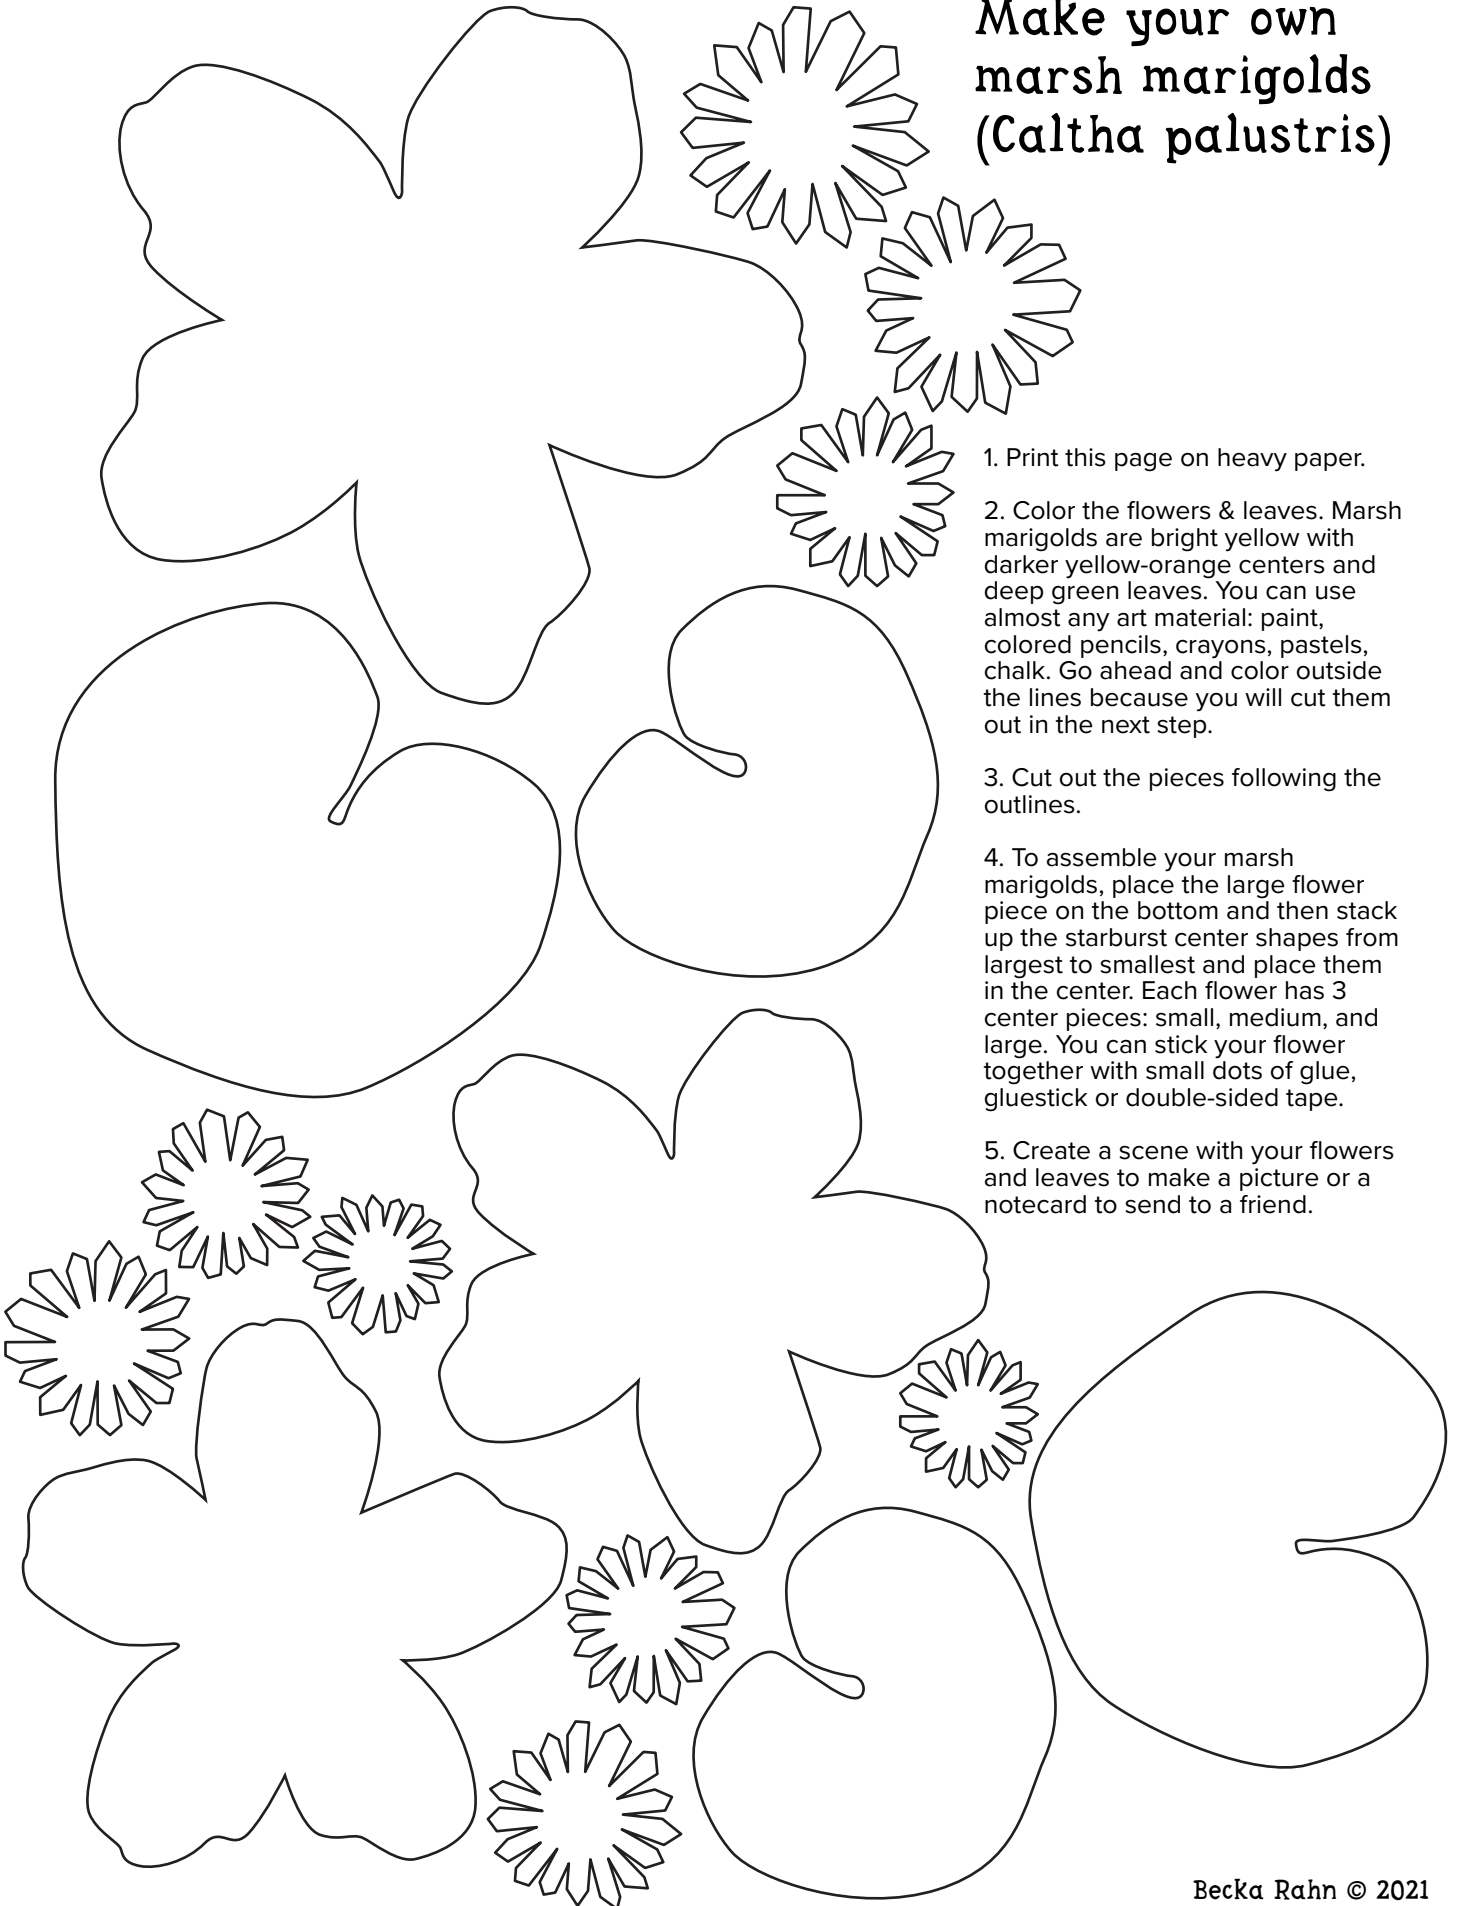 Make your own
marsh marigolds
(Caltha palustris)
1. Print this page on heavy paper.
2. Color the flowers & leaves. Marsh
marigolds are bright yellow with
darker yellow-orange centers and
deep green leaves. You can use
almost any art material: paint,
colored pencils, crayons, pastels,
chalk. Go ahead and color outside
the lines because you will cut them
out in the next step.
3. Cut out the pieces following the
outlines.
4. To assemble your marsh
marigolds, place the large flower
piece on the bottom and then stack
up the starburst center shapes from
largest to smallest and place them
in the center. Each flower has 3
center pieces: small, medium, and
large. You can stick your flower
together with small dots of glue,
gluestick or double-sided tape.
5. Create a scene with your flowers
and leaves to make a picture or a
notecard to send to a friend.
Becka Rahn © 2021